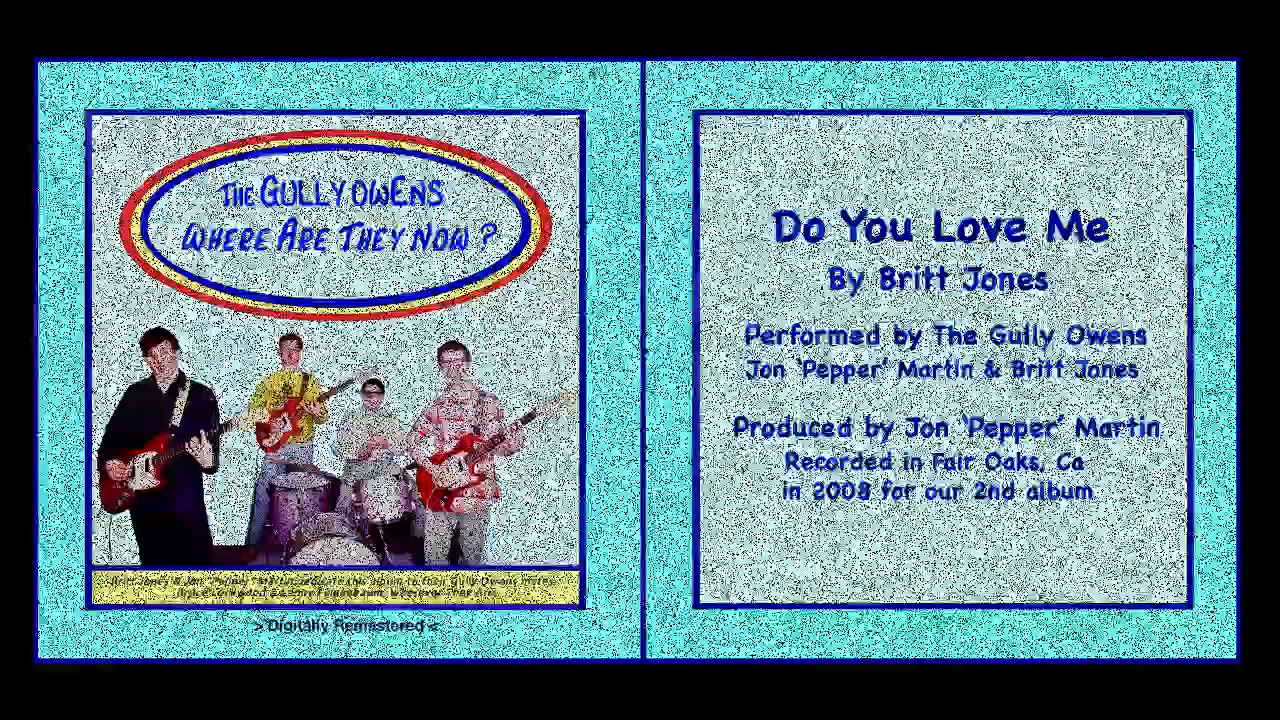 THE GULLY OWENS
WHERE ARE THEY NOW ?
> Digitally Remastered <
Do You Love Me
By Britt Jones
Performed by The Gully Owens
Jon 'Pepper' Martin & Britt Jones
Produced by Jon 'Pepper' Martin
Recorded in Fair Oaks, Ca
in 2008 for our 2nd album